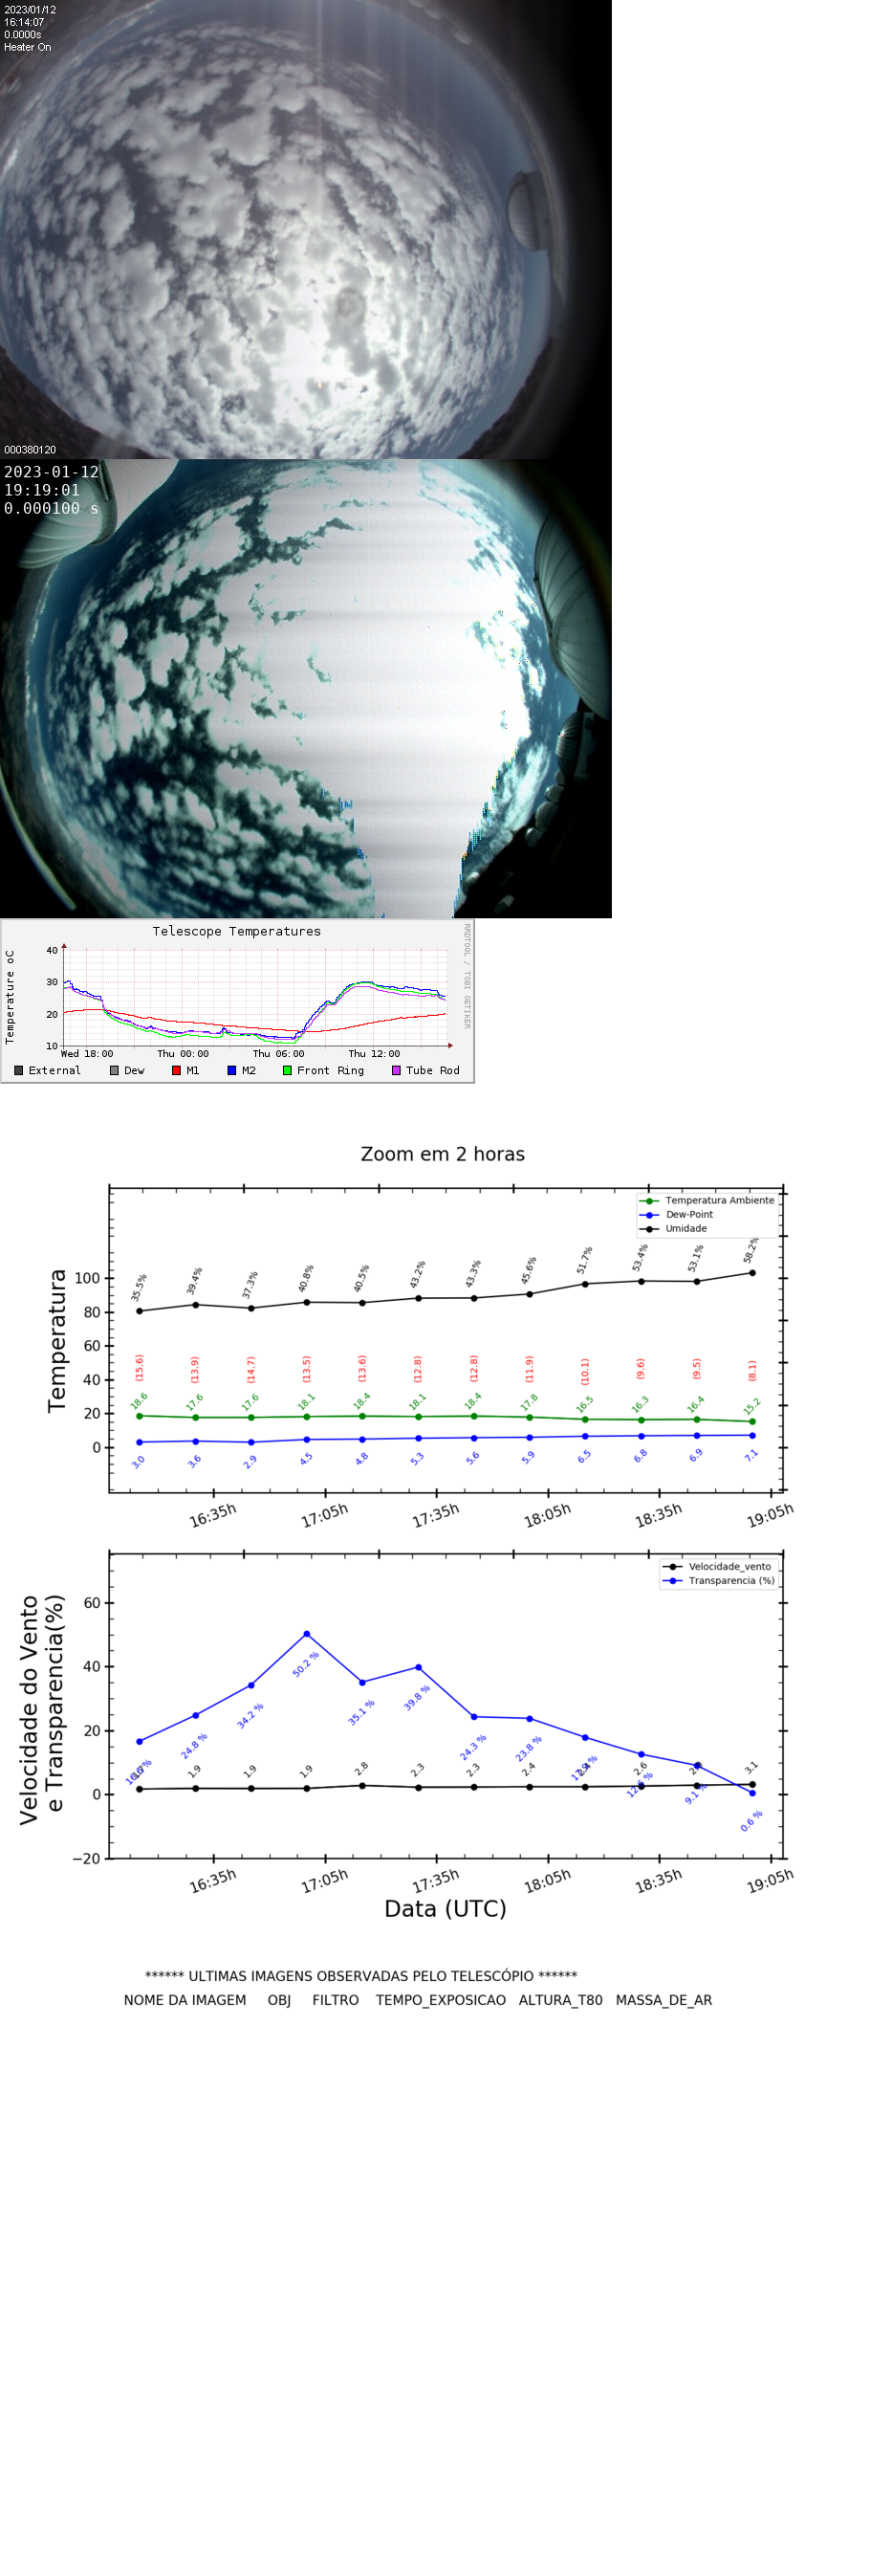 2023/01/12
16:14:07
0.0000s
Heater On
000380120
2023-01-12
19:19:01
0.000100 s
Telescope Temperatures
RRDTOOL / TOBI OETIKER
Temperature oC
40
30
20
10
Wed 18:00 Thu 00:00 Thu 06:00 Thu 12:00
External Dew M1 M2 Front Ring Tube Rod
Zoom em 2 horas
Temperatura Ambiente
Dew-Point
Umidade
Temperatura
100
80
60
40
20
0
35.5% 39.4% 37.3% 40.8% 40.5% 43.2% 43.3% 45.6% 51.7% 53.4% 53.1% 58.2%
(15.6) (13.9) (14.7) (13.5) (13.6) (12.8) (12.8) (11.9) (10.1) (9.6) (9.5) (8.1)
18.6 17.6 17.6 18.1 18.4 18.1 18.4 17.8 16.5 16.3 16.4 15.2
3.0 3.6 2.9 4.5 4.8 5.3 5.6 5.9 6.5 6.8 6.9 7.1
16:35h 17:05h 17:35h 18:05h 18:35h 19:05h
Velocidade_vento
Transparencia (%)
Velocidade do Vento
e Transparencia(%)
60
40
20
0
−20
24.8 % 34.2 % 50.2 % 35.1 % 39.8 % 24.3 % 23.8 % 9.1 % 0.6 %
1.9 1.9 1.9 2.8 2.3 2.3 2.4 2.6 3.1
16:35h 17:05h 17:35h 18:05h 18:35h 19:05h
Data (UTC)
****** ULTIMAS IMAGENS OBSERVADAS PELO TELESCÓPIO ******
NOME DA IMAGEM OBJ FILTRO TEMPO_EXPOSICAO ALTURA_T80 MASSA_DE_AR